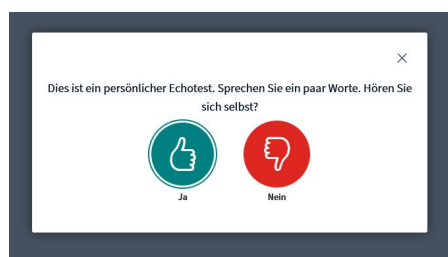 Dies ist ein persönlicher Echotest. Sprechen Sie ein paar Worte. Hören Sie
sich selbst?
Ja
Nein